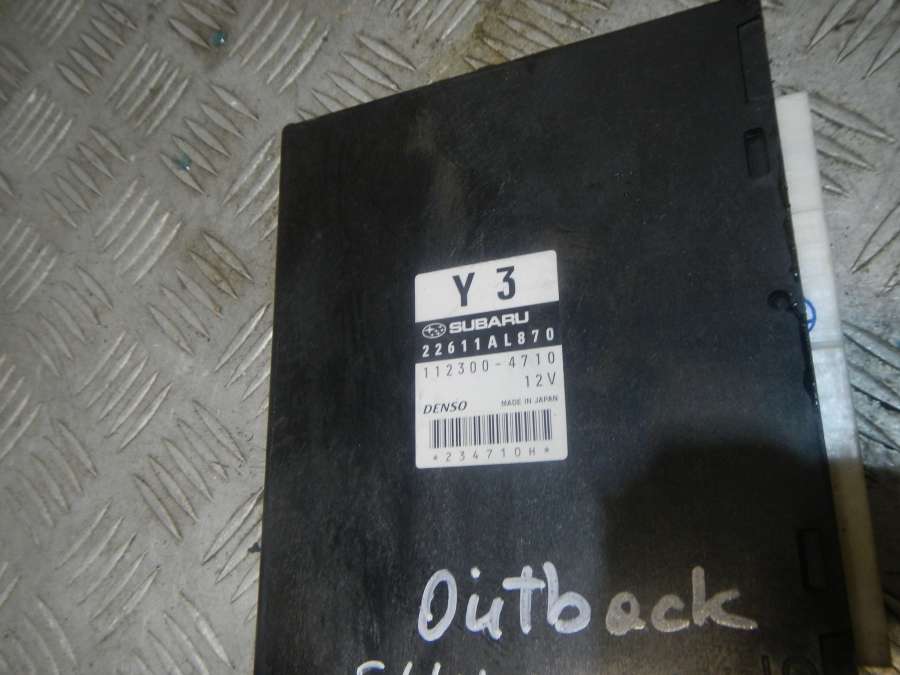 Y 3
SUBARU
22611AL870
112300-4710
12V
DENSO MADE IN JAPAN
*234710H*
Outback